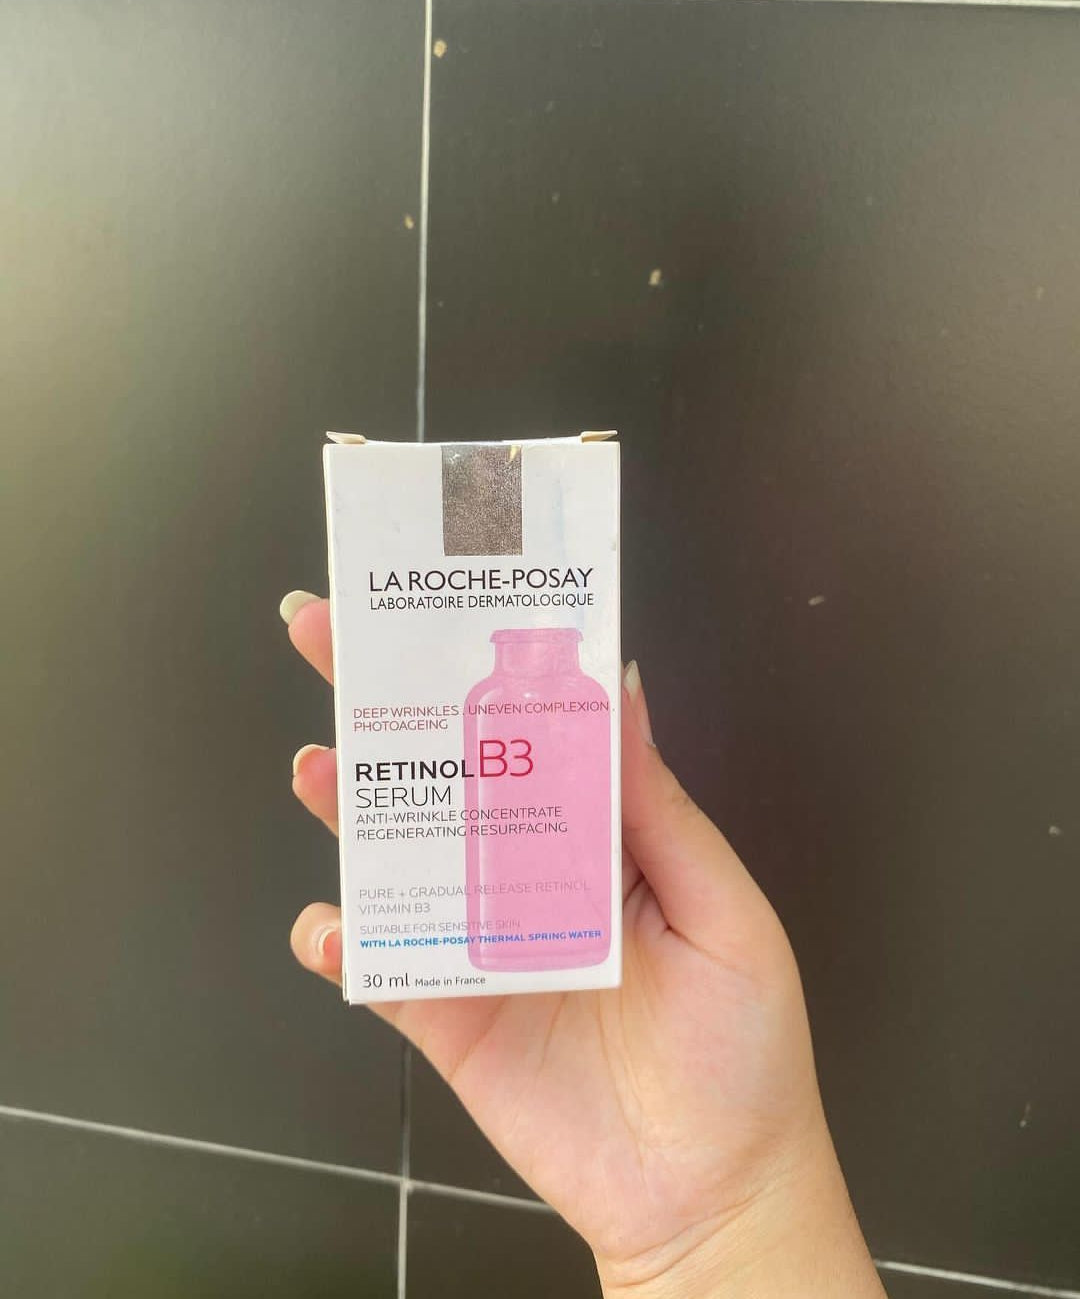 LA ROCHE-POSAY
LABORATOIRE DERMATOLOGIQUE
DEEP WRINKLES . UNEVEN COMPLEXION .
PHOTOAGEING
RETINOL B3
SERUM
ANTI-WRINKLE CONCENTRATE
REGENERATING RESURFACING
PURE + GRADUAL RELEASE RETINOL
VITAMIN B3
SUITABLE FOR SENSITIVE SKIN
WITH LA ROCHE-POSAY THERMAL SPRING WATER
30 ml Made in France